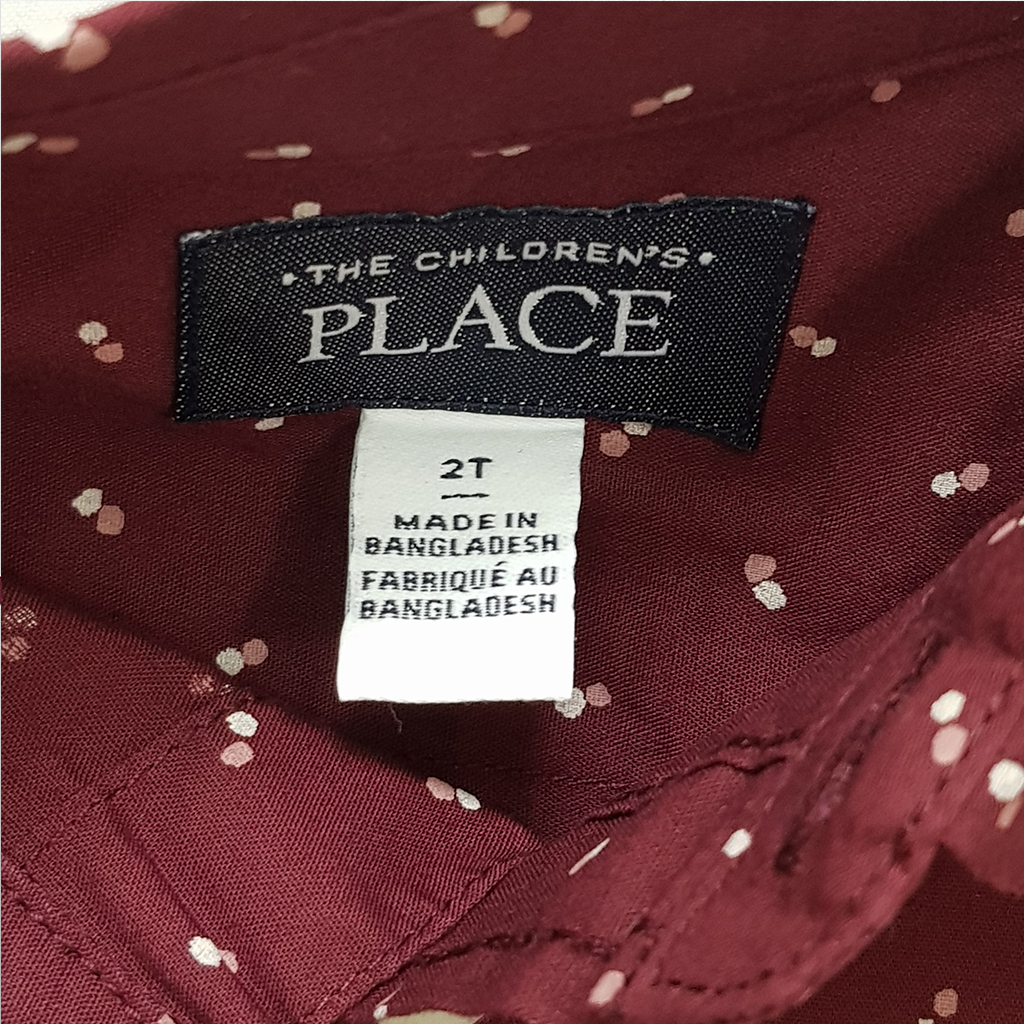 •THE CHILDREN'S•
PLACE
2T
MADE IN
BANGLADESH
FABRIQUÉ AU
BANGLADESH